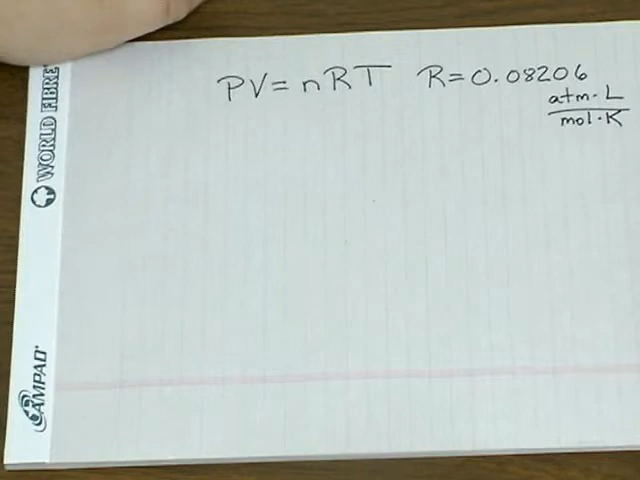 PV = nRT R = 0.08206
atm·L
mol·K
WORLD FIBRE
AMPAD